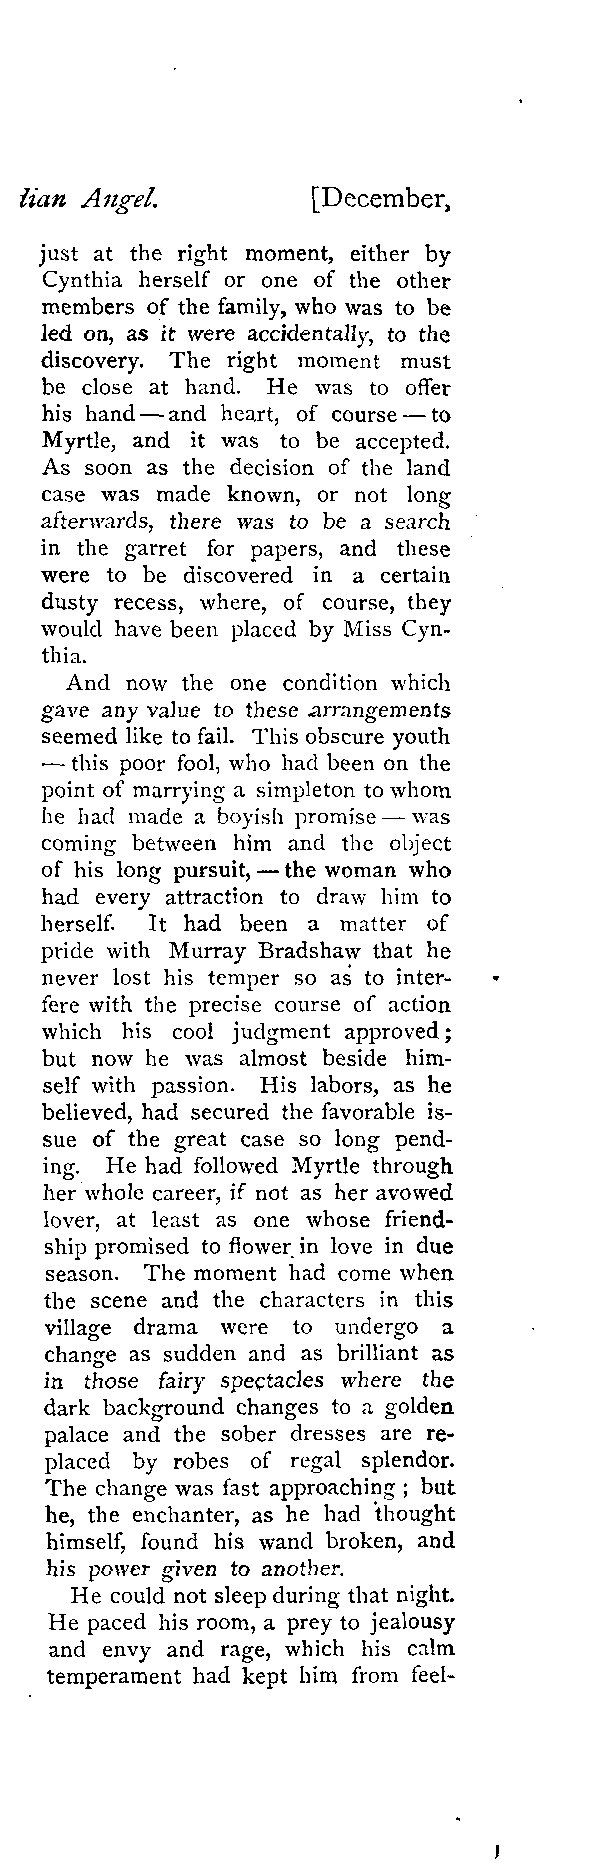 tian Angel. [December,
just at the right moment, either by
Cynthia herself or one of the other
members of the family, who was to be
led on, as it were accidentally, to the
discovery. The right moment must
be close at hand. He was to offer
his hand — and heart, of course — to
Myrtle, and it was to be accepted.
As soon as the decision of the land
case was made known, or not long
afterwards, there was to be a search
in the garret for papers, and these
were to be discovered in a certain
dusty recess, where, of course, they
would have been placed by Miss Cyn-
thia.
And now the one condition which
gave any value to these arrangements
seemed like to fail. This obscure youth
— this poor fool, who had been on the
point of marrying a simpleton to whom
he had made a boyish promise — was
coming between him and the object
of his long pursuit, — the woman who
had every attraction to draw him to
herself. It had been a matter of
pride with Murray Bradshaw that he
never lost his temper so as to inter-
fere with the precise course of action
which his cool judgment approved;
but now he was almost beside him-
self with passion. His labors, as he
believed, had secured the favorable is-
sue of the great case so long pend-
ing. He had followed Myrtle through
her whole career, if not as her avowed
lover, at least as one whose friend-
ship promised to flower in love in due
season. The moment had come when
the scene and the characters in this
village drama were to undergo a
change as sudden and as brilliant as
in those fairy spectacles where the
dark background changes to a golden
palace and the sober dresses are re-
placed by robes of regal splendor.
The change was fast approaching; but
he, the enchanter, as he had thought
himself, found his wand broken, and
his power given to another.
He could not sleep during that night.
He paced his room, a prey to jealousy
and envy and rage, which his calm
temperament had kept him from feel-